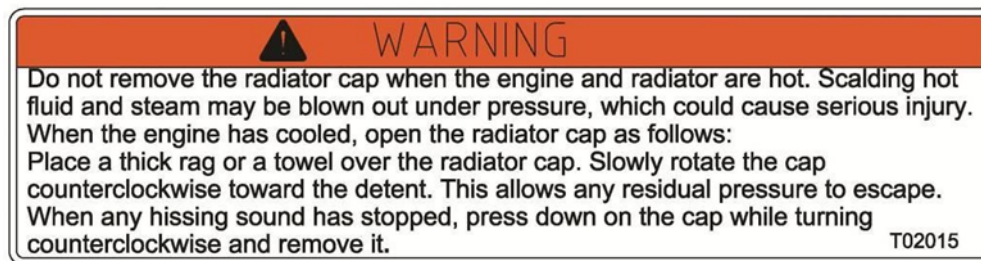 WARNING
Do not remove the radiator cap when the engine and radiator are hot. Scalding hot
fluid and steam may be blown out under pressure, which could cause serious injury.
When the engine has cooled, open the radiator cap as follows:
Place a thick rag or a towel over the radiator cap. Slowly rotate the cap
counterclockwise toward the detent. This allows any residual pressure to escape.
When any hissing sound has stopped, press down on the cap while turning
counterclockwise and remove it.
T02015